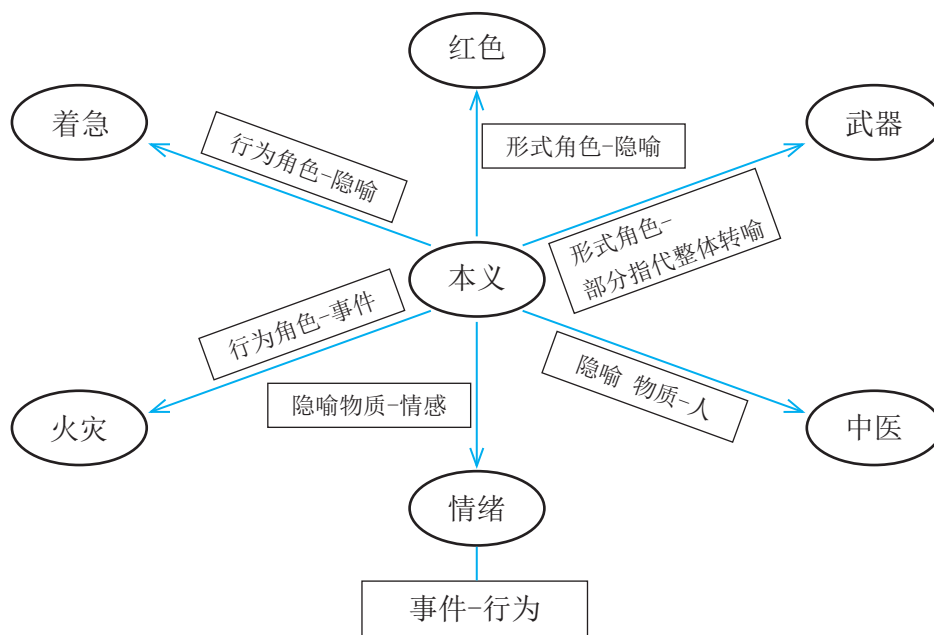 红色
着急
武器
行为角色-隐喻
形式角色-隐喻
形式角色-
部分指代整体转喻
本义
行为角色-事件
隐喻物质-情感
隐喻 物质-人
火灾
中医
情绪
事件-行为